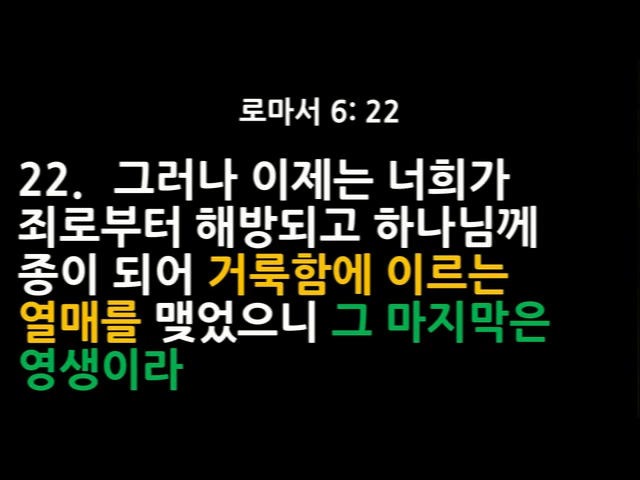 로마서 6: 22
22. 그러나 이제는 너희가
죄로부터 해방되고 하나님께
종이 되어 거룩함에 이르는
열매를 맺었으니 그 마지막은
영생이라